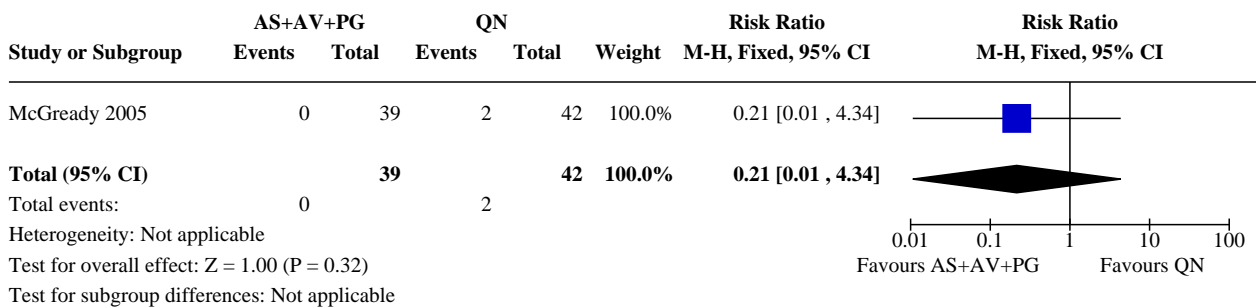 AS+AV+PG QN Risk Ratio Risk Ratio
Study or Subgroup Events Total Events Total Weight M-H, Fixed, 95% CI M-H, Fixed, 95% CI
McGready 2005 0 39 2 42 100.0% 0.21 [0.01 , 4.34]
Total (95% CI) 39 42 100.0% 0.21 [0.01 , 4.34]
Total events: 0 2
Heterogeneity: Not applicable
0.01 0.1 1 10 100
Test for overall effect: Z = 1.00 (P = 0.32)
Favours AS+AV+PG Favours QN
Test for subgroup differences: Not applicable